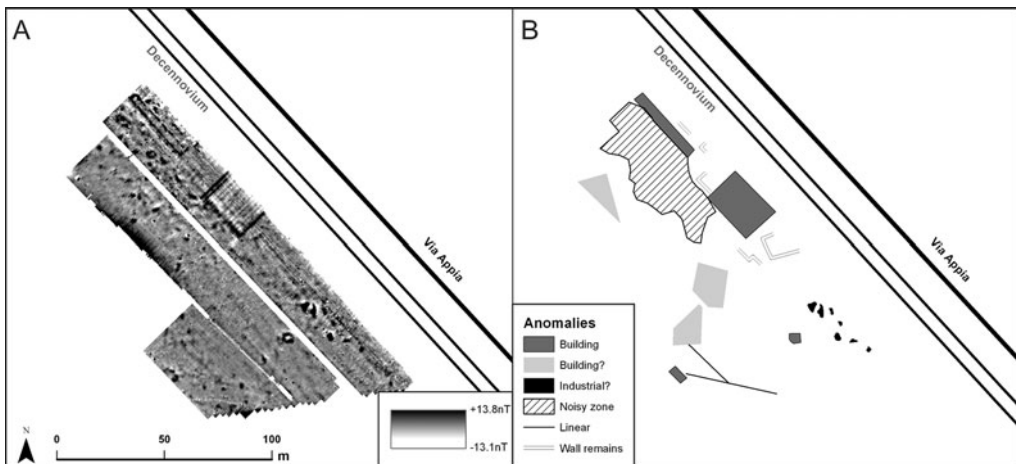 A
Decennovium
Via Appia
N
0 50 100
m
+13.8nT
-13.1nT
B
Decennovium
Via Appia
Anomalies
Building
Building?
Industrial?
Noisy zone
Linear
Wall remains